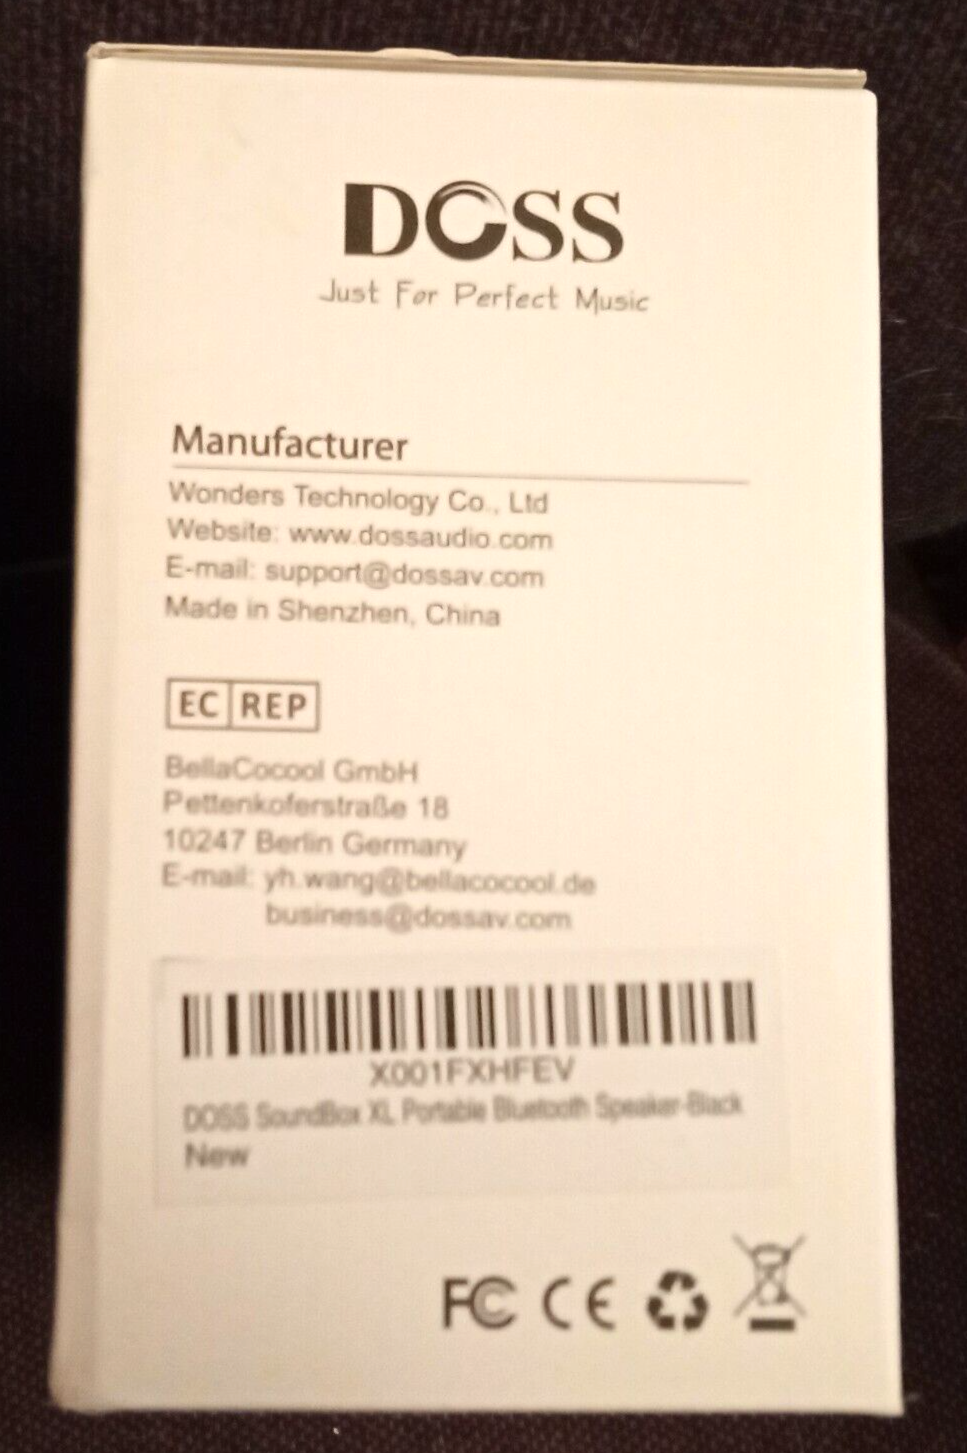 DOSS
Just For Perfect Music
Manufacturer
Wonders Technology Co., Ltd
Website: www.dossaudio.com
E-mail: support@dossav.com
Made in Shenzhen, China
EC REP
BellaCocool GmbH
Pettenkoferstraße 18
10247 Berlin Germany
E-mail: yh.wang@bellacocool.de
business@dossav.com
X001FXHFEV
DOSS SoundBox XL Portable Bluetooth Speaker-Black
New
FC CE